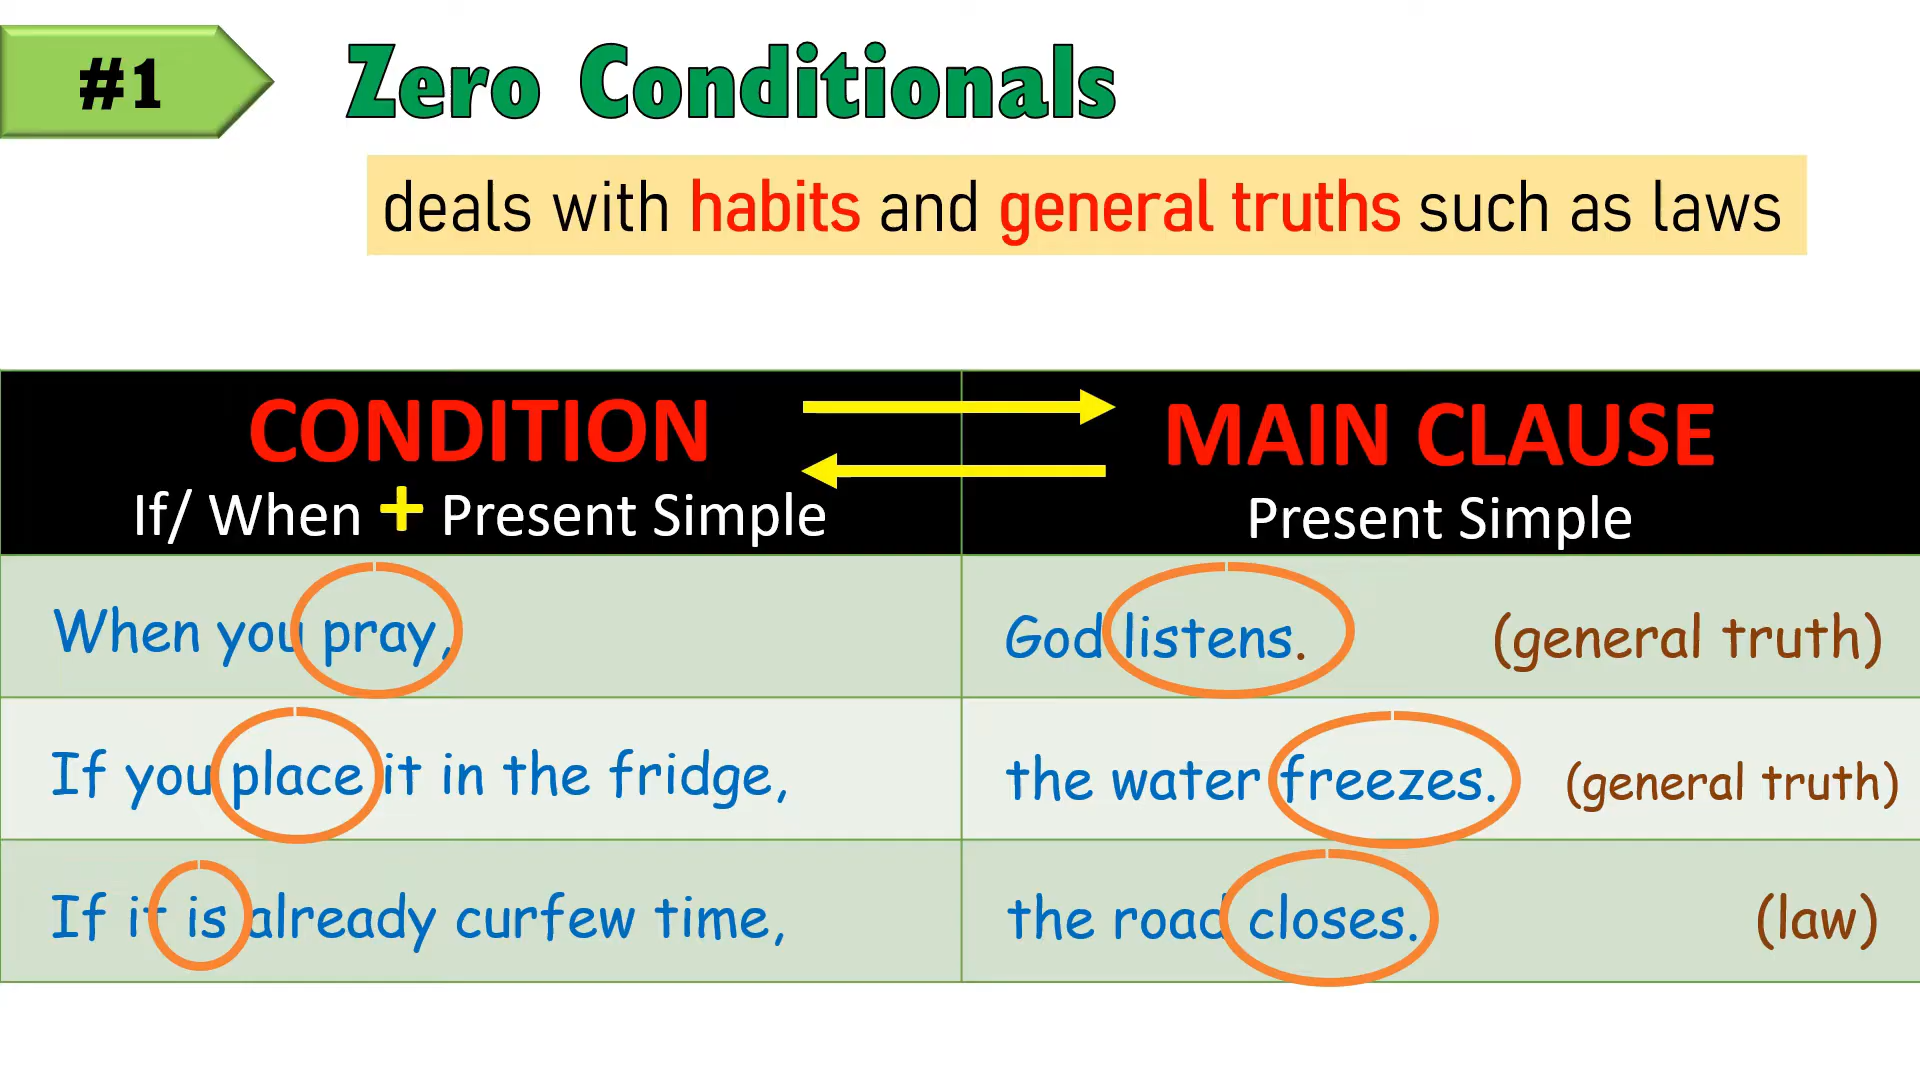 #1
Zero Conditionals
deals with habits and general truths such as laws
CONDITION
If/ When + Present Simple
MAIN CLAUSE
Present Simple
When you pray,
God listens. (general truth)
If you place it in the fridge,
the water freezes. (general truth)
If it is already curfew time,
the road closes. (law)